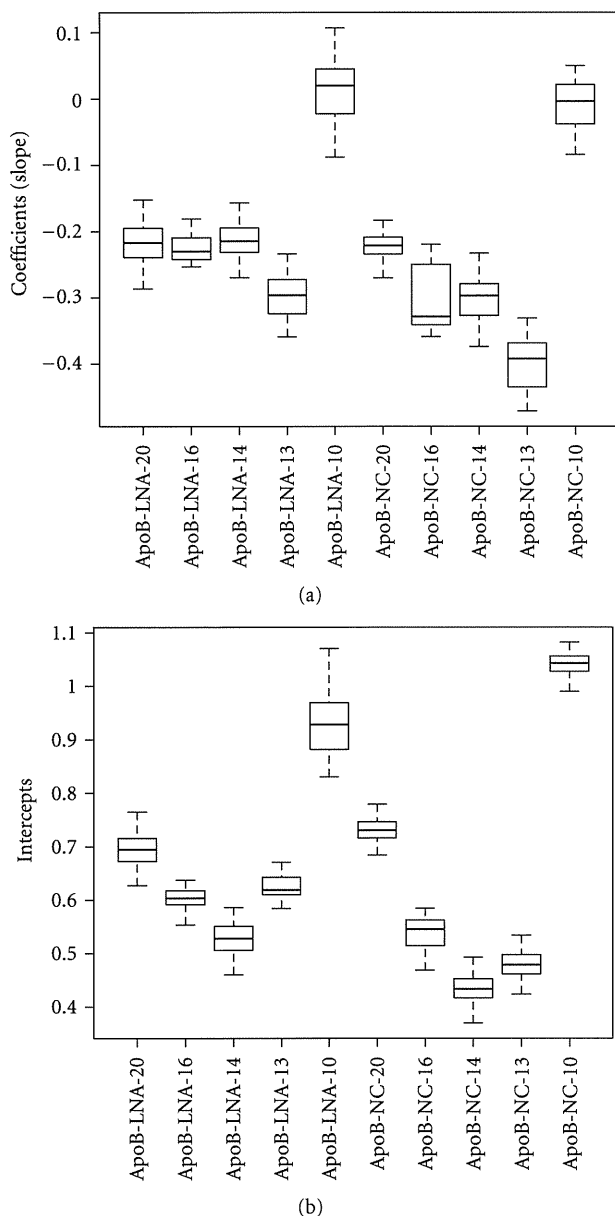 Coefficients (slope)
0.1
0
−0.1
−0.2
−0.3
−0.4
ApoB-LNA-20
ApoB-LNA-16
ApoB-LNA-14
ApoB-LNA-13
ApoB-LNA-10
ApoB-NC-20
ApoB-NC-16
ApoB-NC-14
ApoB-NC-13
ApoB-NC-10
(a)
Intercepts
1.1
1
0.9
0.8
0.7
0.6
0.5
0.4
ApoB-LNA-20
ApoB-LNA-16
ApoB-LNA-14
ApoB-LNA-13
ApoB-LNA-10
ApoB-NC-20
ApoB-NC-16
ApoB-NC-14
ApoB-NC-13
ApoB-NC-10
(b)